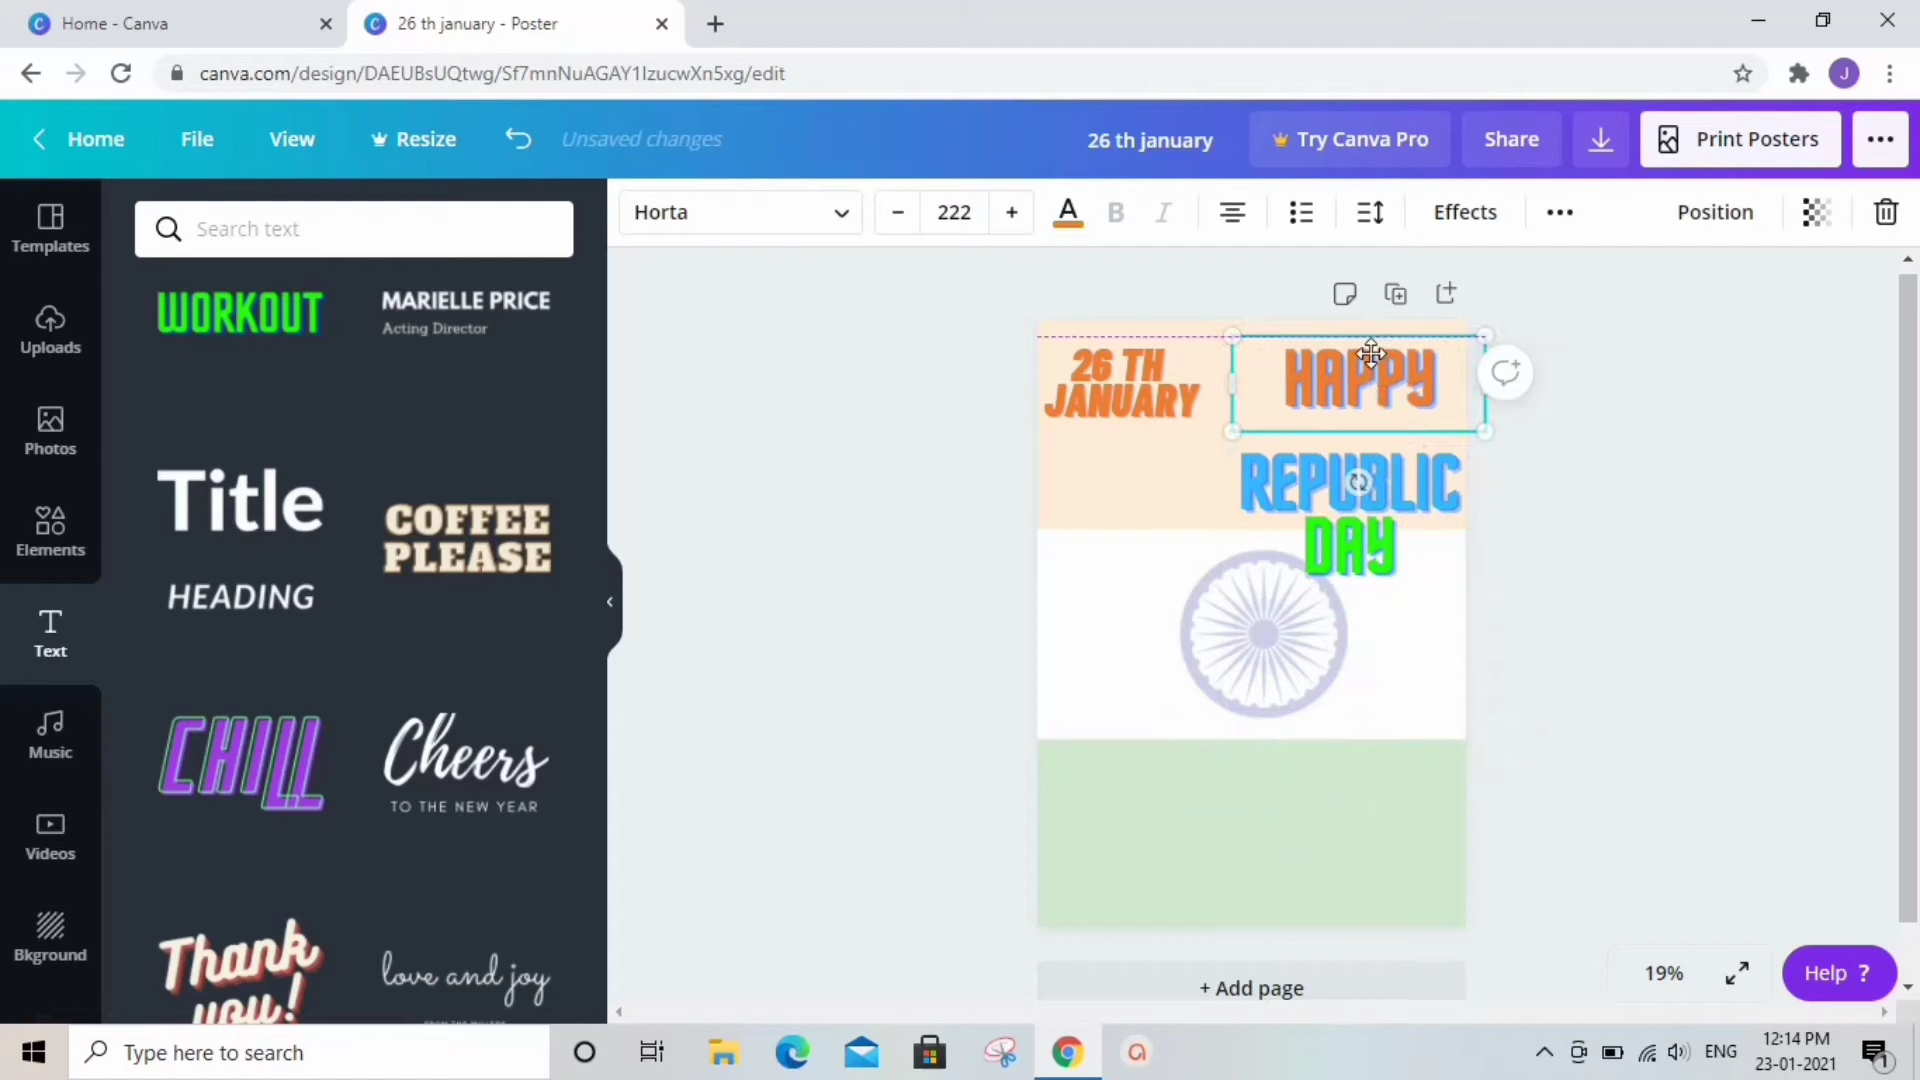 Home - Canva
26 th january - Poster
canva.com/design/DAEUBsUQtwg/Sf7mnNuAGAY1IzucwXn5xg/edit
J
Home
File
View
Resize
Unsaved changes
26 th january
Try Canva Pro
Share
Print Posters
Templates
Uploads
Photos
Elements
Text
Music
Videos
Bkground
Search text
WORKOUT
MARIELLE PRICE
Acting Director
Title
HEADING
COFFEE
PLEASE
CHILL
Cheers
TO THE NEW YEAR
Thank
you!
love and joy
Horta
222
A
B
I
Effects
Position
26 TH
JANUARY
HAPPY
REPUBLIC
DAY
+ Add page
19%
Help ?
Type here to search
ENG
12:14 PM
23-01-2021
1